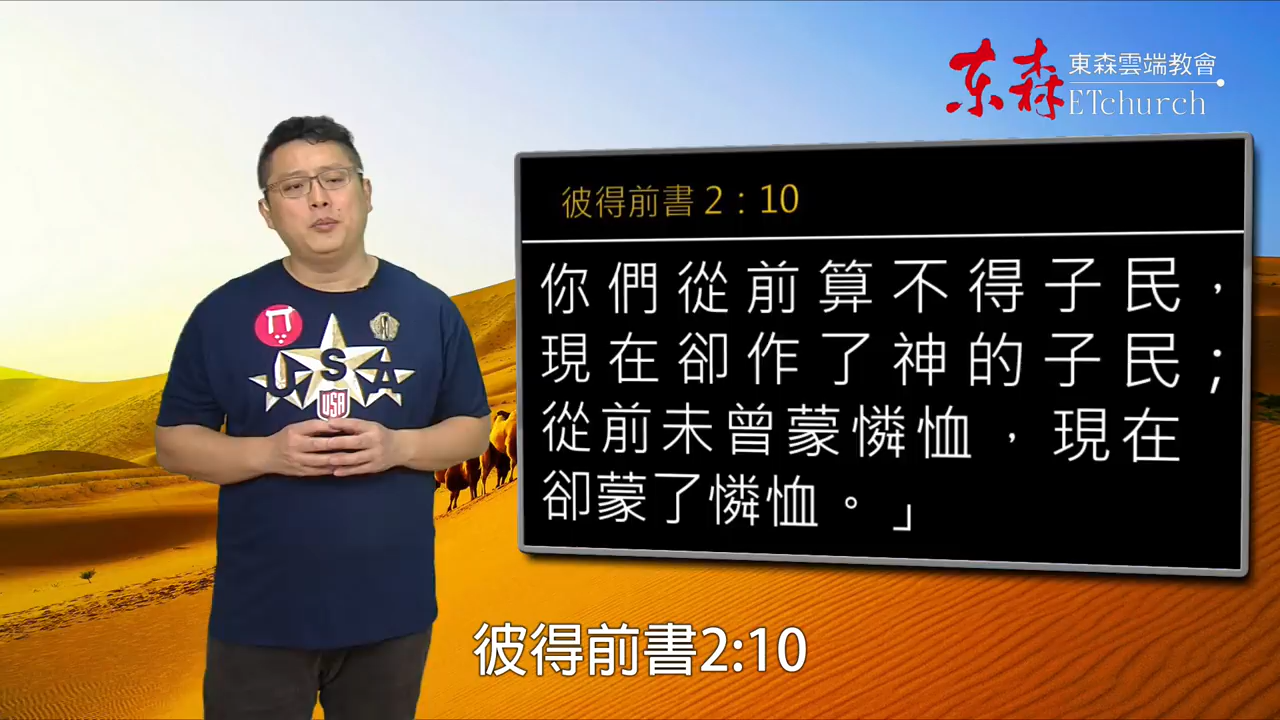 东森
東森雲端教會
ETchurch
彼得前書 2：10
你們從前算不得子民，
現在卻作了神的子民；
從前未曾蒙憐恤，現在
卻蒙了憐恤。」
USA
USA
彼得前書2:10